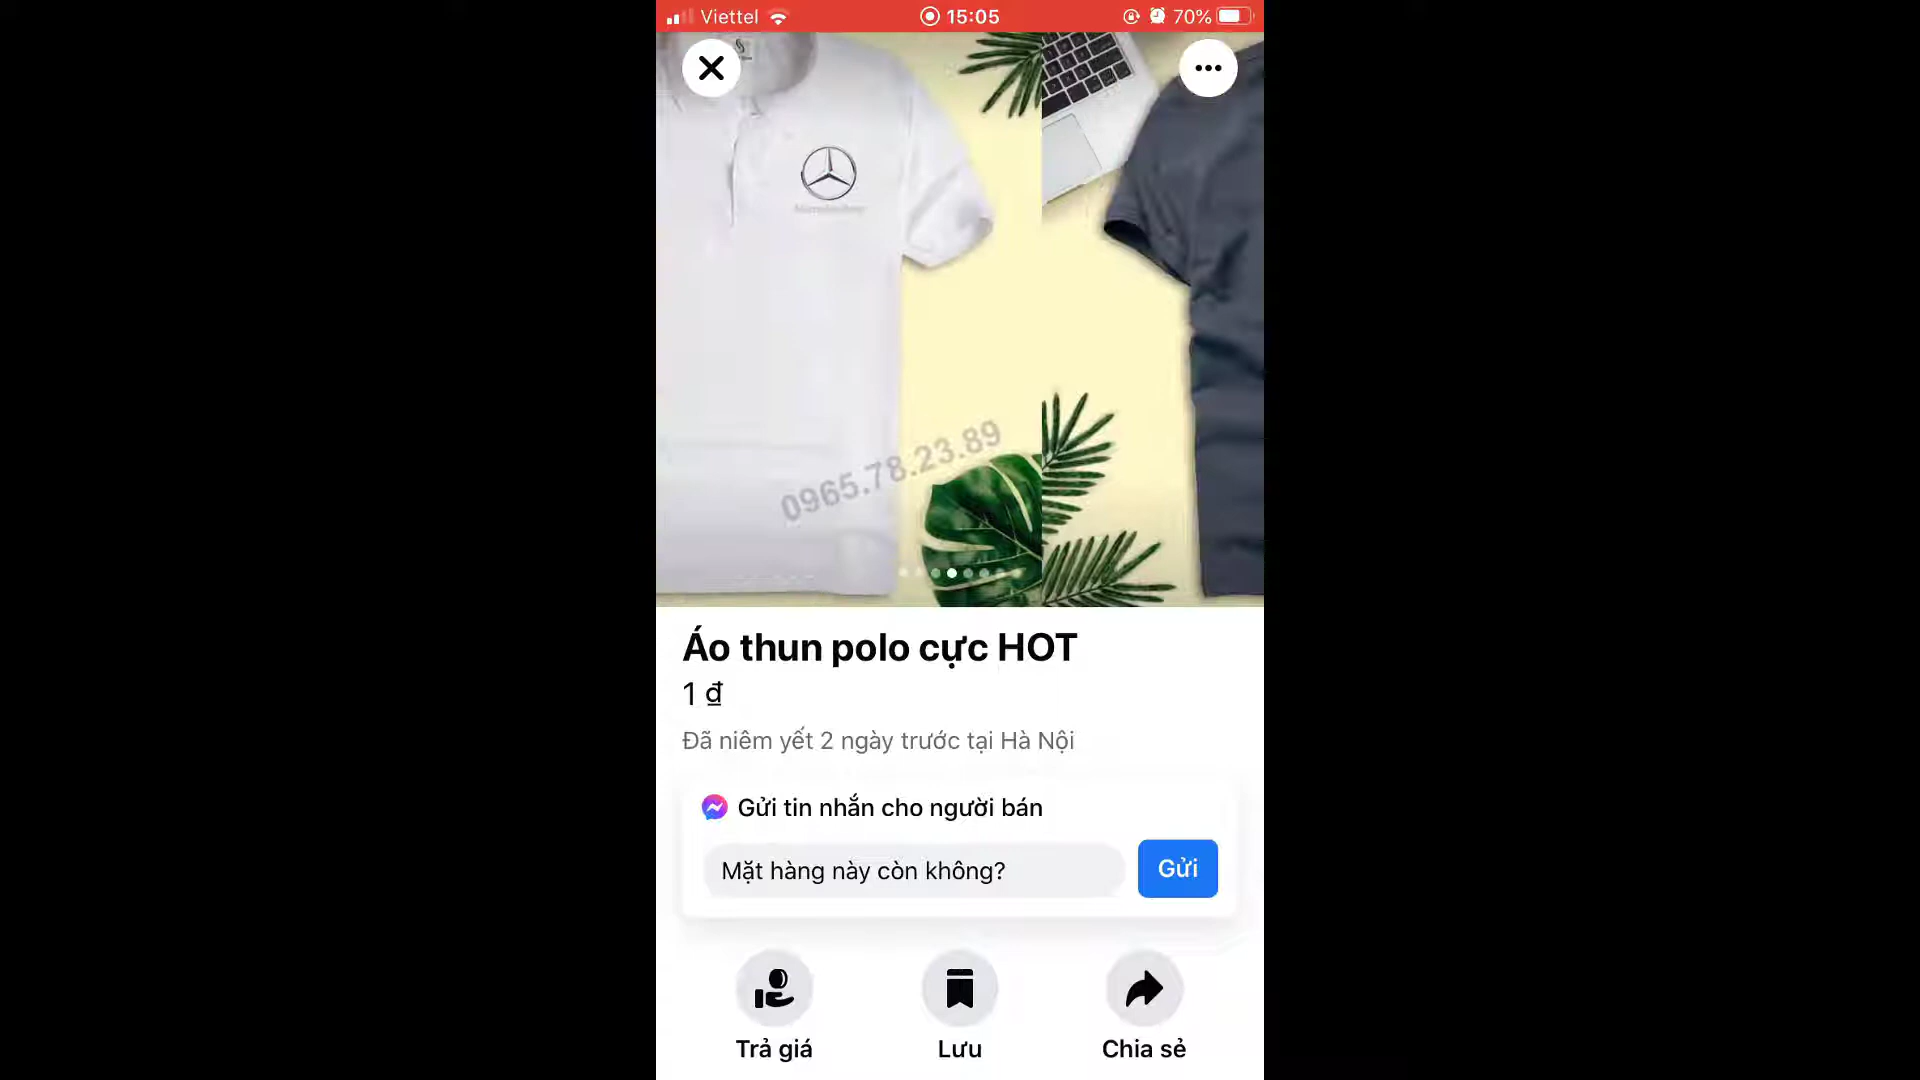 Viettel
15:05
70%
0965.78.23.89
Áo thun polo cực HOT
1 ₫
Đã niêm yết 2 ngày trước tại Hà Nội
Gửi tin nhắn cho người bán
Mặt hàng này còn không?
Gửi
Trả giá
Lưu
Chia sẻ